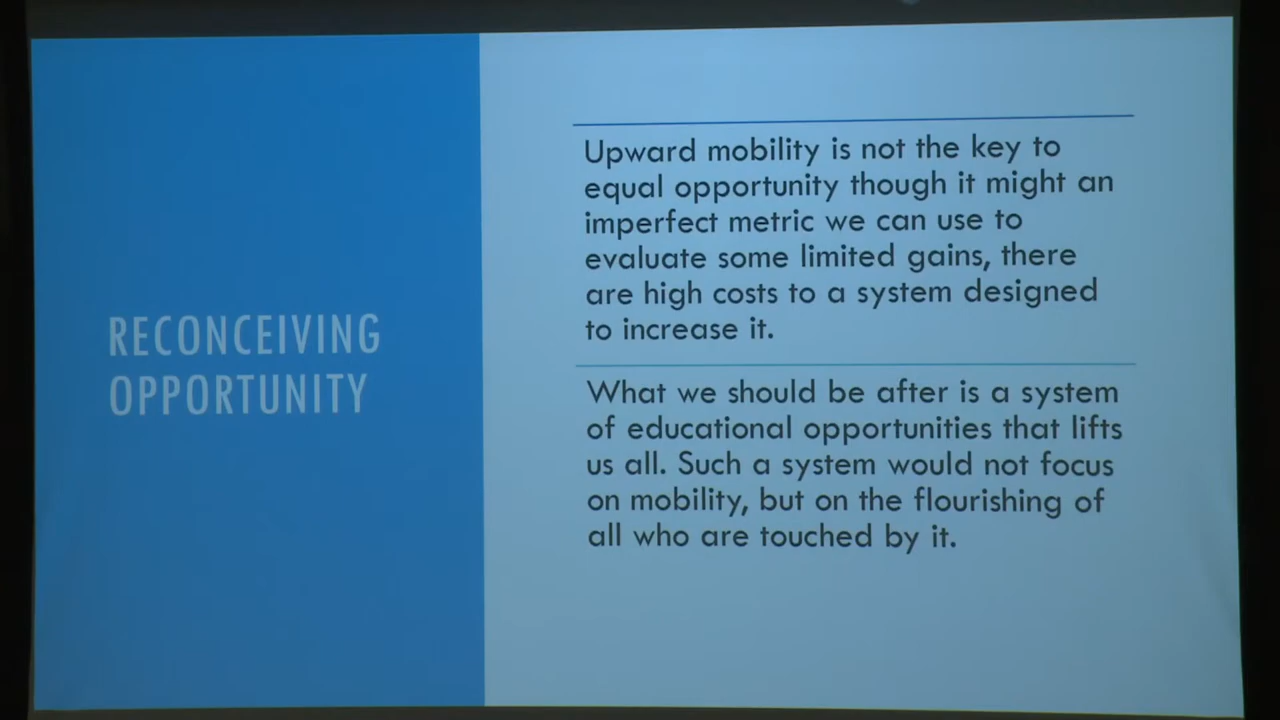 RECONCEIVING
OPPORTUNITY
Upward mobility is not the key to
equal opportunity though it might an
imperfect metric we can use to
evaluate some limited gains, there
are high costs to a system designed
to increase it.
What we should be after is a system
of educational opportunities that lifts
us all. Such a system would not focus
on mobility, but on the flourishing of
all who are touched by it.